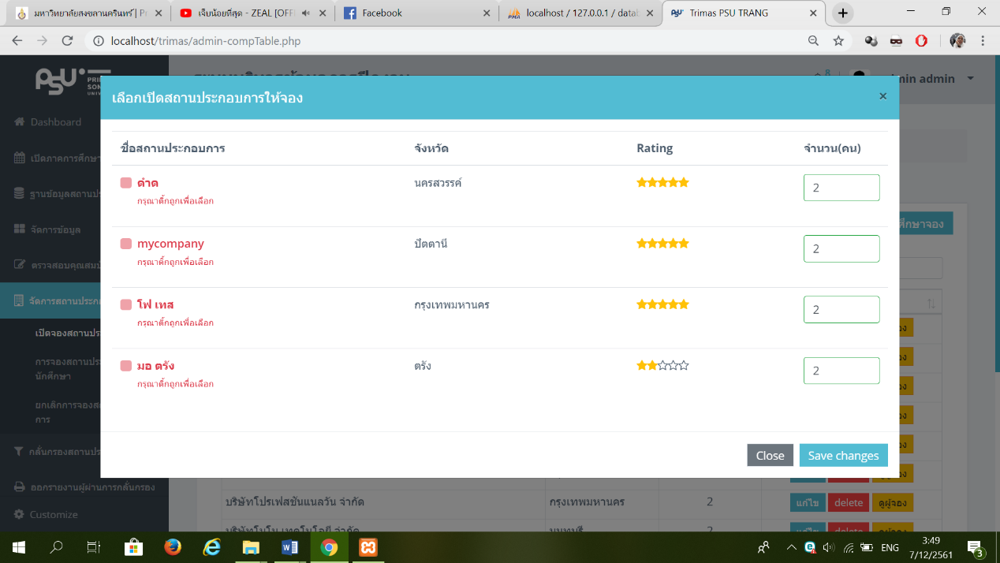 มหาวิทยาลัยสงขลานครินทร์ | Pr
เจ็บน้อยที่สุด - ZEAL [OFF
Facebook
localhost / 127.0.0.1 / datab
Trimas PSU TRANG
localhost/trimas/admin-compTable.php
PSU
PRI
SON
UNIV
8
min admin
เลือกเปิดสถานประกอบการให้จอง
×
Dashboard
เปิดภาคการศึกษา
ฐานข้อมูลสถานปร
จัดการข้อมูล
ตรวจสอบคุณสมบั
จัดการสถานประกอ
เปิดจองสถานประ
การจองสถานประ
นักศึกษา
ยกเลิกการจองสถ
การ
กลั่นกรองสถานประ
ออกรายงานผู้ผ่านการกลั่นกรอง
Customize
ชื่อสถานประกอบการ จังหวัด Rating จำนวน(คน)
ดำด นครสวรรค์ 2
กรุณาติ๊กถูกเพื่อเลือก
mycompany ปัตตานี 2
กรุณาติ๊กถูกเพื่อเลือก
โฟ เทส กรุงเทพมหานคร 2
กรุณาติ๊กถูกเพื่อเลือก
มอ ตรัง ตรัง 2
กรุณาติ๊กถูกเพื่อเลือก
Close Save changes
ศึกษาจอง
บริษัทโปรเฟสชันแนลวัน จำกัด กรุงเทพมหานคร 2 แก้ไข delete ดูผู้จอง
ENG
3:49
7/12/2561
3